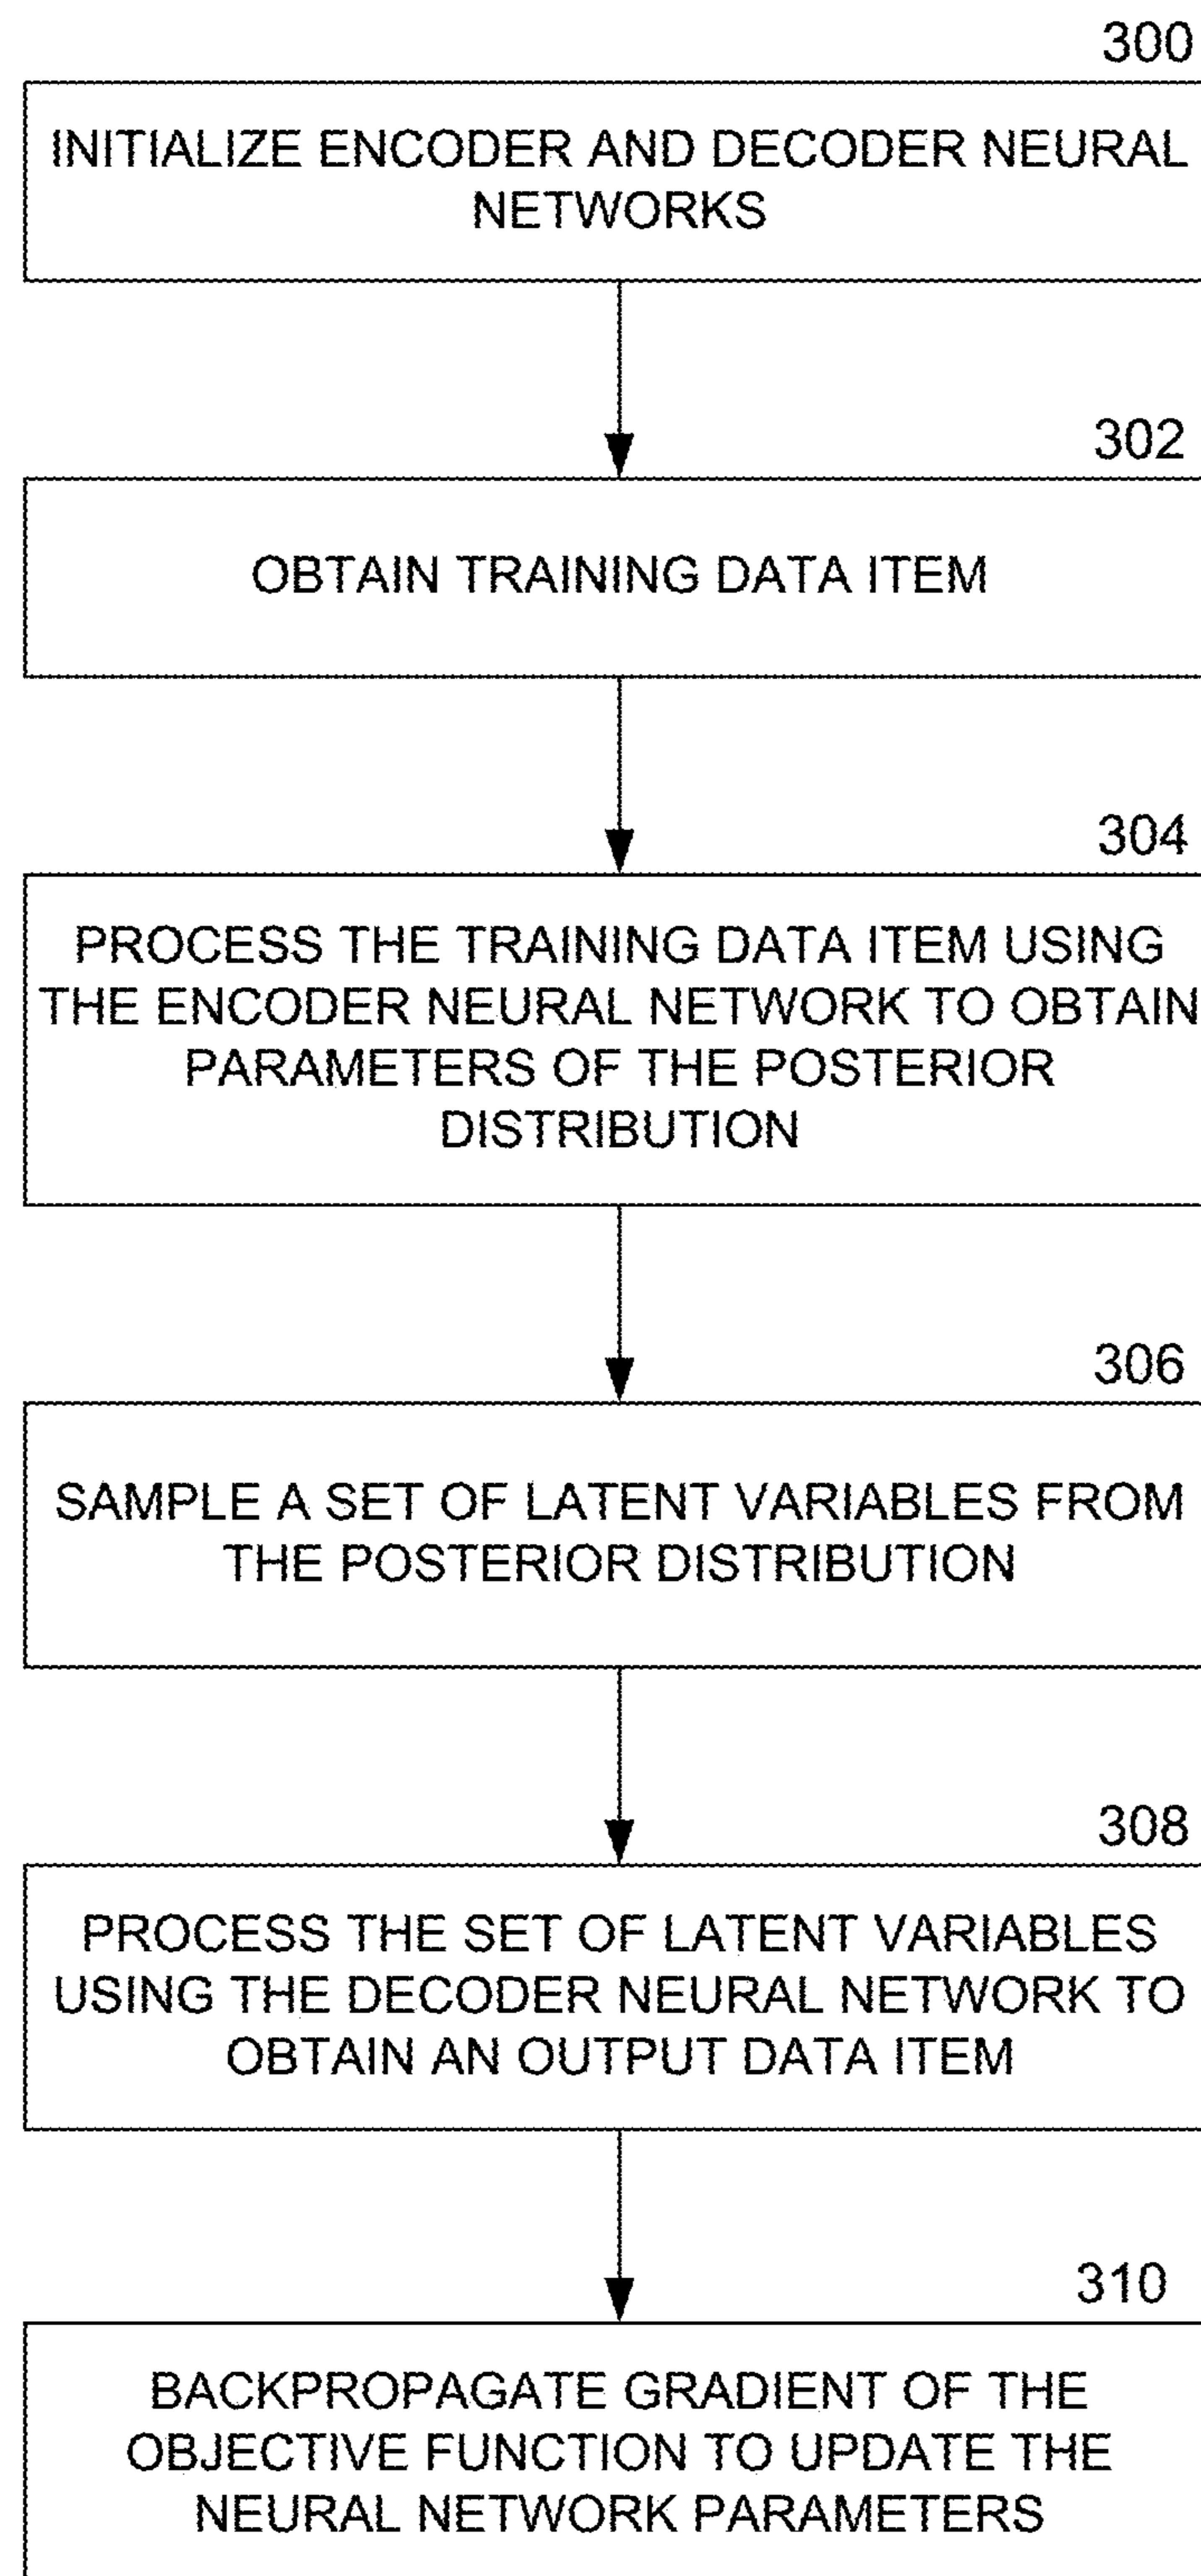 300
INITIALIZE ENCODER AND DECODER NEURAL
NETWORKS
302
OBTAIN TRAINING DATA ITEM
304
PROCESS THE TRAINING DATA ITEM USING
THE ENCODER NEURAL NETWORK TO OBTAIN
PARAMETERS OF THE POSTERIOR
DISTRIBUTION
306
SAMPLE A SET OF LATENT VARIABLES FROM
THE POSTERIOR DISTRIBUTION
308
PROCESS THE SET OF LATENT VARIABLES
USING THE DECODER NEURAL NETWORK TO
OBTAIN AN OUTPUT DATA ITEM
310
BACKPROPAGATE GRADIENT OF THE
OBJECTIVE FUNCTION TO UPDATE THE
NEURAL NETWORK PARAMETERS